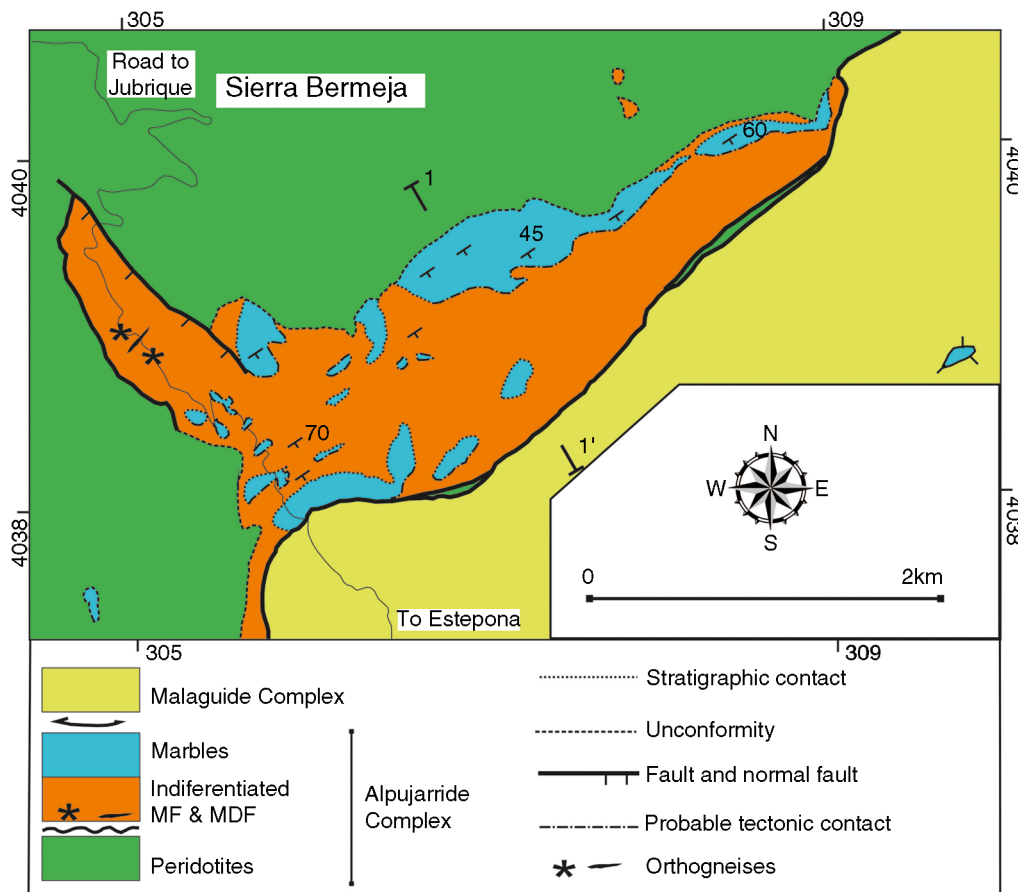 305
309
Road to
Jubrique
Sierra Bermeja
60
4040
4040
1
45
70
1'
N
W
E
S
4038
4038
0
2km
To Estepona
305
309
Malaguide Complex
Stratigraphic contact
Marbles
Unconformity
Indiferentiated
MF & MDF
Fault and normal fault
Alpujarride
Complex
Probable tectonic contact
Peridotites
Orthogneises